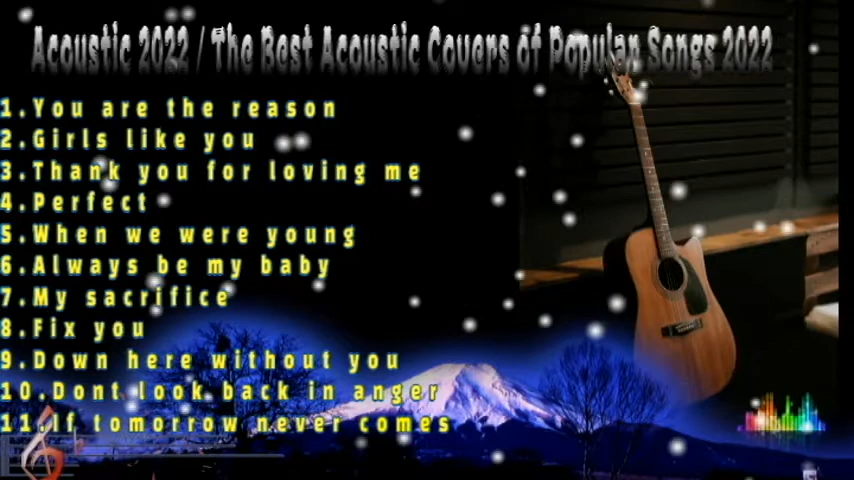 Acoustic 2022 / The Best Acoustic Covers of Popular Songs 2022
1.You are the reason
2.Girls like you
3.Thank you for loving me
4.Perfect
5.When we were young
6.Always be my baby
7.My sacrifice
8.Fix you
9.Down here without you
10.Dont look back in anger
11.If tomorrow never comes